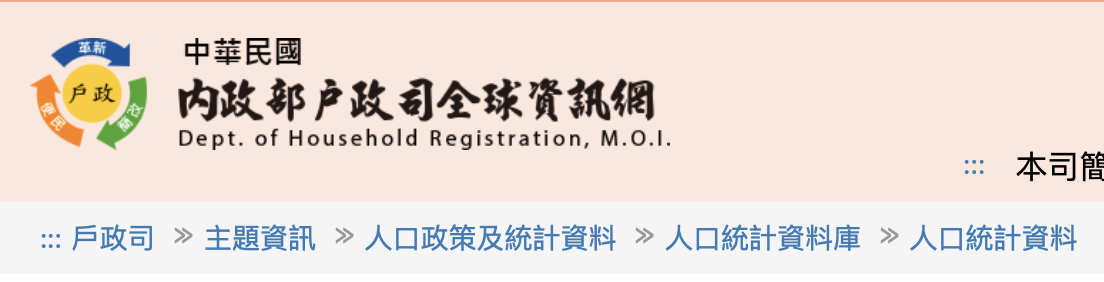 革新
戶政
便民
簡政
中華民國
內政部戶政司全球資訊網
Dept. of Household Registration, M.O.I.
::: 本司簡
::: 戶政司 » 主題資訊 » 人口政策及統計資料 » 人口統計資料庫 » 人口統計資料